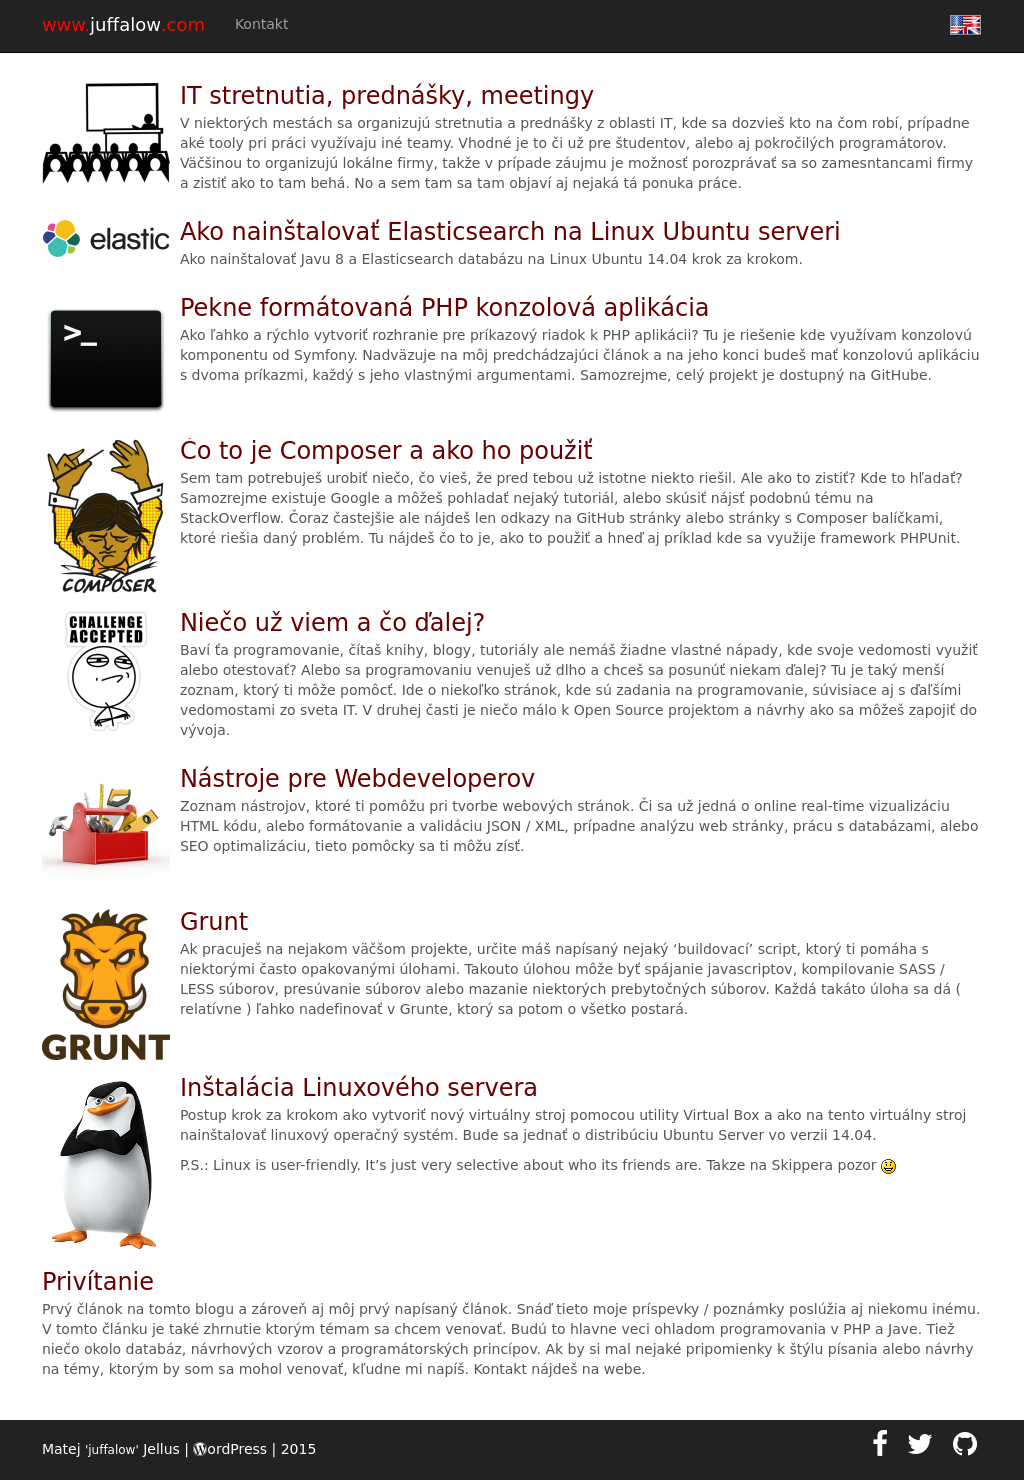 www.juffalow.com
Kontakt
IT stretnutia, prednášky, meetingy
V niektorých mestách sa organizujú stretnutia a prednášky z oblasti IT, kde sa dozvieš kto na čom robí, prípadne
aké tooly pri práci využívaju iné teamy. Vhodné je to či už pre študentov, alebo aj pokročilých programátorov.
Väčšinou to organizujú lokálne firmy, takže v prípade záujmu je možnosť porozprávať sa so zamesntancami firmy
a zistiť ako to tam behá. No a sem tam sa tam objaví aj nejaká tá ponuka práce.
elastic
Ako nainštalovať Elasticsearch na Linux Ubuntu serveri
Ako nainštalovať Javu 8 a Elasticsearch databázu na Linux Ubuntu 14.04 krok za krokom.
Pekne formátovaná PHP konzolová aplikácia
>_
Ako ľahko a rýchlo vytvoriť rozhranie pre príkazový riadok k PHP aplikácii? Tu je riešenie kde využívam konzolovú
komponentu od Symfony. Nadväzuje na môj predchádzajúci článok a na jeho konci budeš mať konzolovú aplikáciu
s dvoma príkazmi, každý s jeho vlastnými argumentami. Samozrejme, celý projekt je dostupný na GitHube.
Čo to je Composer a ako ho použiť
Sem tam potrebuješ urobiť niečo, čo vieš, že pred tebou už istotne niekto riešil. Ale ako to zistiť? Kde to hľadať?
Samozrejme existuje Google a môžeš pohladať nejaký tutoriál, alebo skúsiť nájsť podobnú tému na
StackOverflow. Čoraz častejšie ale nájdeš len odkazy na GitHub stránky alebo stránky s Composer balíčkami,
ktoré riešia daný problém. Tu nájdeš čo to je, ako to použiť a hneď aj príklad kde sa využije framework PHPUnit.
COMPOSER
CHALLENGE
ACCEPTED
Niečo už viem a čo ďalej?
Baví ťa programovanie, čítaš knihy, blogy, tutoriály ale nemáš žiadne vlastné nápady, kde svoje vedomosti využiť
alebo otestovať? Alebo sa programovaniu venuješ už dlho a chceš sa posunúť niekam ďalej? Tu je taký menší
zoznam, ktorý ti môže pomôcť. Ide o niekoľko stránok, kde sú zadania na programovanie, súvisiace aj s ďaľšími
vedomostami zo sveta IT. V druhej časti je niečo málo k Open Source projektom a návrhy ako sa môžeš zapojiť do
vývoja.
Nástroje pre Webdeveloperov
Zoznam nástrojov, ktoré ti pomôžu pri tvorbe webových stránok. Či sa už jedná o online real-time vizualizáciu
HTML kódu, alebo formátovanie a validáciu JSON / XML, prípadne analýzu web stránky, prácu s databázami, alebo
SEO optimalizáciu, tieto pomôcky sa ti môžu zísť.
Grunt
Ak pracuješ na nejakom väčšom projekte, určite máš napísaný nejaký ‘buildovací’ script, ktorý ti pomáha s
niektorými často opakovanými úlohami. Takouto úlohou môže byť spájanie javascriptov, kompilovanie SASS /
LESS súborov, presúvanie súborov alebo mazanie niektorých prebytočných súborov. Každá takáto úloha sa dá (
relatívne ) ľahko nadefinovať v Grunte, ktorý sa potom o všetko postará.
GRUNT
Inštalácia Linuxového servera
Postup krok za krokom ako vytvoriť nový virtuálny stroj pomocou utility Virtual Box a ako na tento virtuálny stroj
nainštalovať linuxový operačný systém. Bude sa jednať o distribúciu Ubuntu Server vo verzii 14.04.
P.S.: Linux is user-friendly. It’s just very selective about who its friends are. Takze na Skippera pozor
Privítanie
Prvý článok na tomto blogu a zároveň aj môj prvý napísaný článok. Snáď tieto moje príspevky / poznámky poslúžia aj niekomu inému.
V tomto článku je také zhrnutie ktorým témam sa chcem venovať. Budú to hlavne veci ohladom programovania v PHP a Jave. Tiež
niečo okolo databáz, návrhových vzorov a programátorských princípov. Ak by si mal nejaké pripomienky k štýlu písania alebo návrhy
na témy, ktorým by som sa mohol venovať, kľudne mi napíš. Kontakt nájdeš na webe.
Matej 'juffalow' Jellus | WordPress | 2015